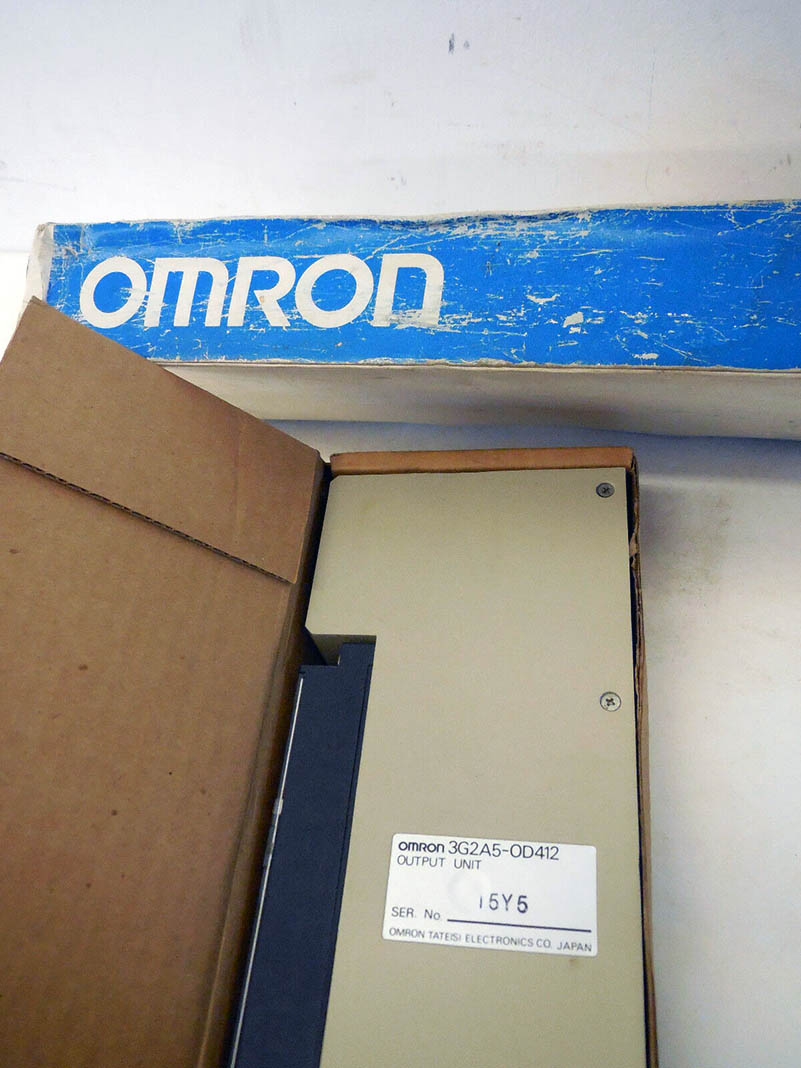 OMRON
OMRON 3G2A5-OD412
OUTPUT UNIT
SER. No. 15Y5
OMRON TATEISI ELECTRONICS CO. JAPAN